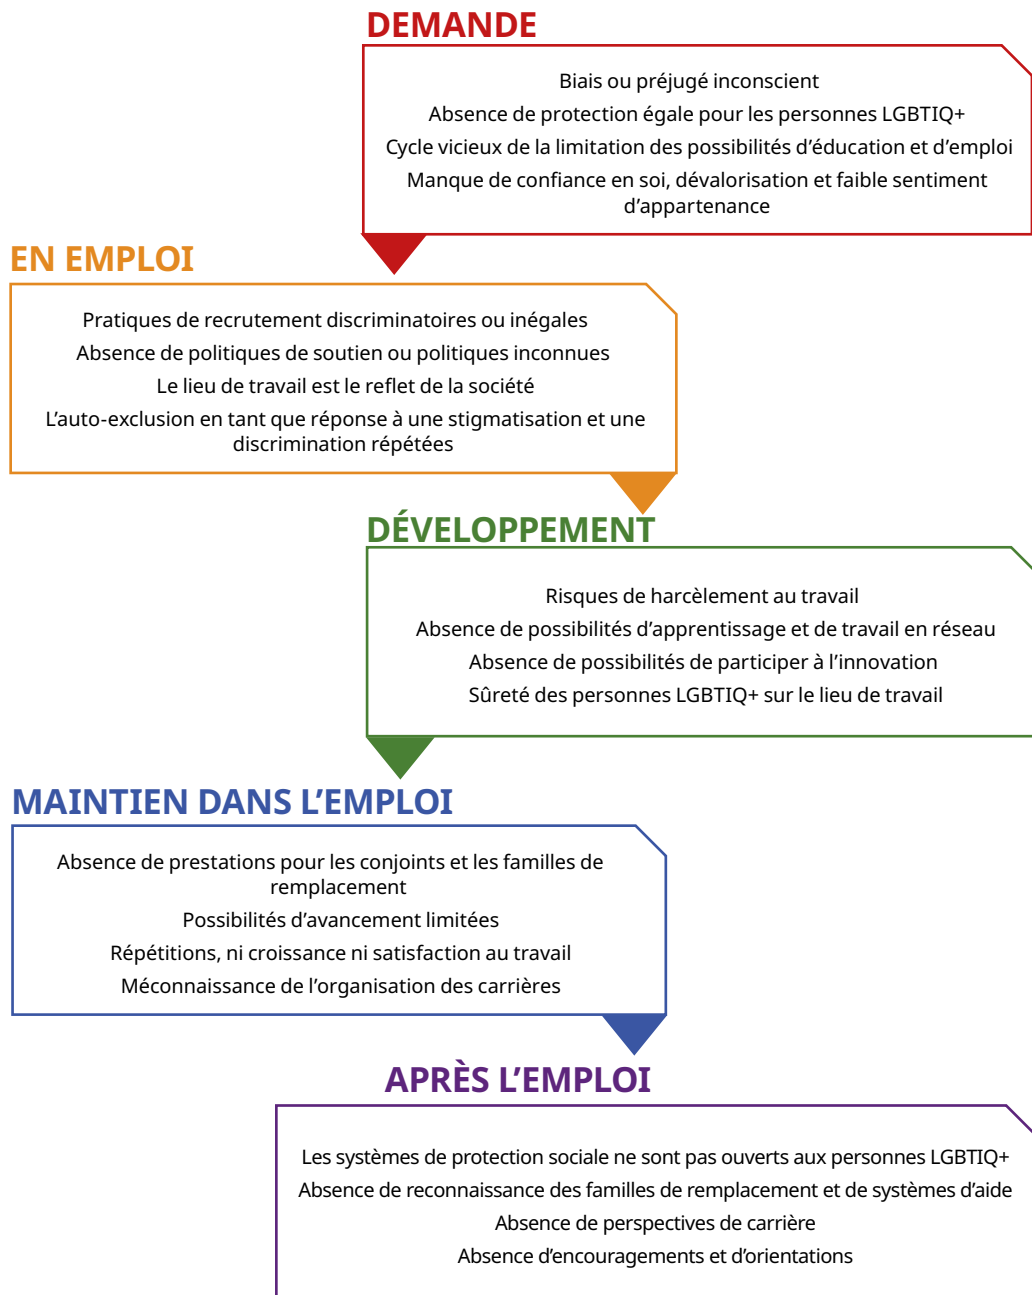 DEMANDE
Biais ou préjugé inconscient
Absence de protection égale pour les personnes LGBTIQ+
Cycle vicieux de la limitation des possibilités d’éducation et d’emploi
Manque de confiance en soi, dévalorisation et faible sentiment
d’appartenance
EN EMPLOI
Pratiques de recrutement discriminatoires ou inégales
Absence de politiques de soutien ou politiques inconnues
Le lieu de travail est le reflet de la société
L’auto-exclusion en tant que réponse à une stigmatisation et une
discrimination répétées
DÉVELOPPEMENT
Risques de harcèlement au travail
Absence de possibilités d’apprentissage et de travail en réseau
Absence de possibilités de participer à l’innovation
Sûreté des personnes LGBTIQ+ sur le lieu de travail
MAINTIEN DANS L’EMPLOI
Absence de prestations pour les conjoints et les familles de
remplacement
Possibilités d’avancement limitées
Répétitions, ni croissance ni satisfaction au travail
Méconnaissance de l’organisation des carrières
APRÈS L’EMPLOI
Les systèmes de protection sociale ne sont pas ouverts aux personnes LGBTIQ+
Absence de reconnaissance des familles de remplacement et de systèmes d’aide
Absence de perspectives de carrière
Absence d’encouragements et d’orientations